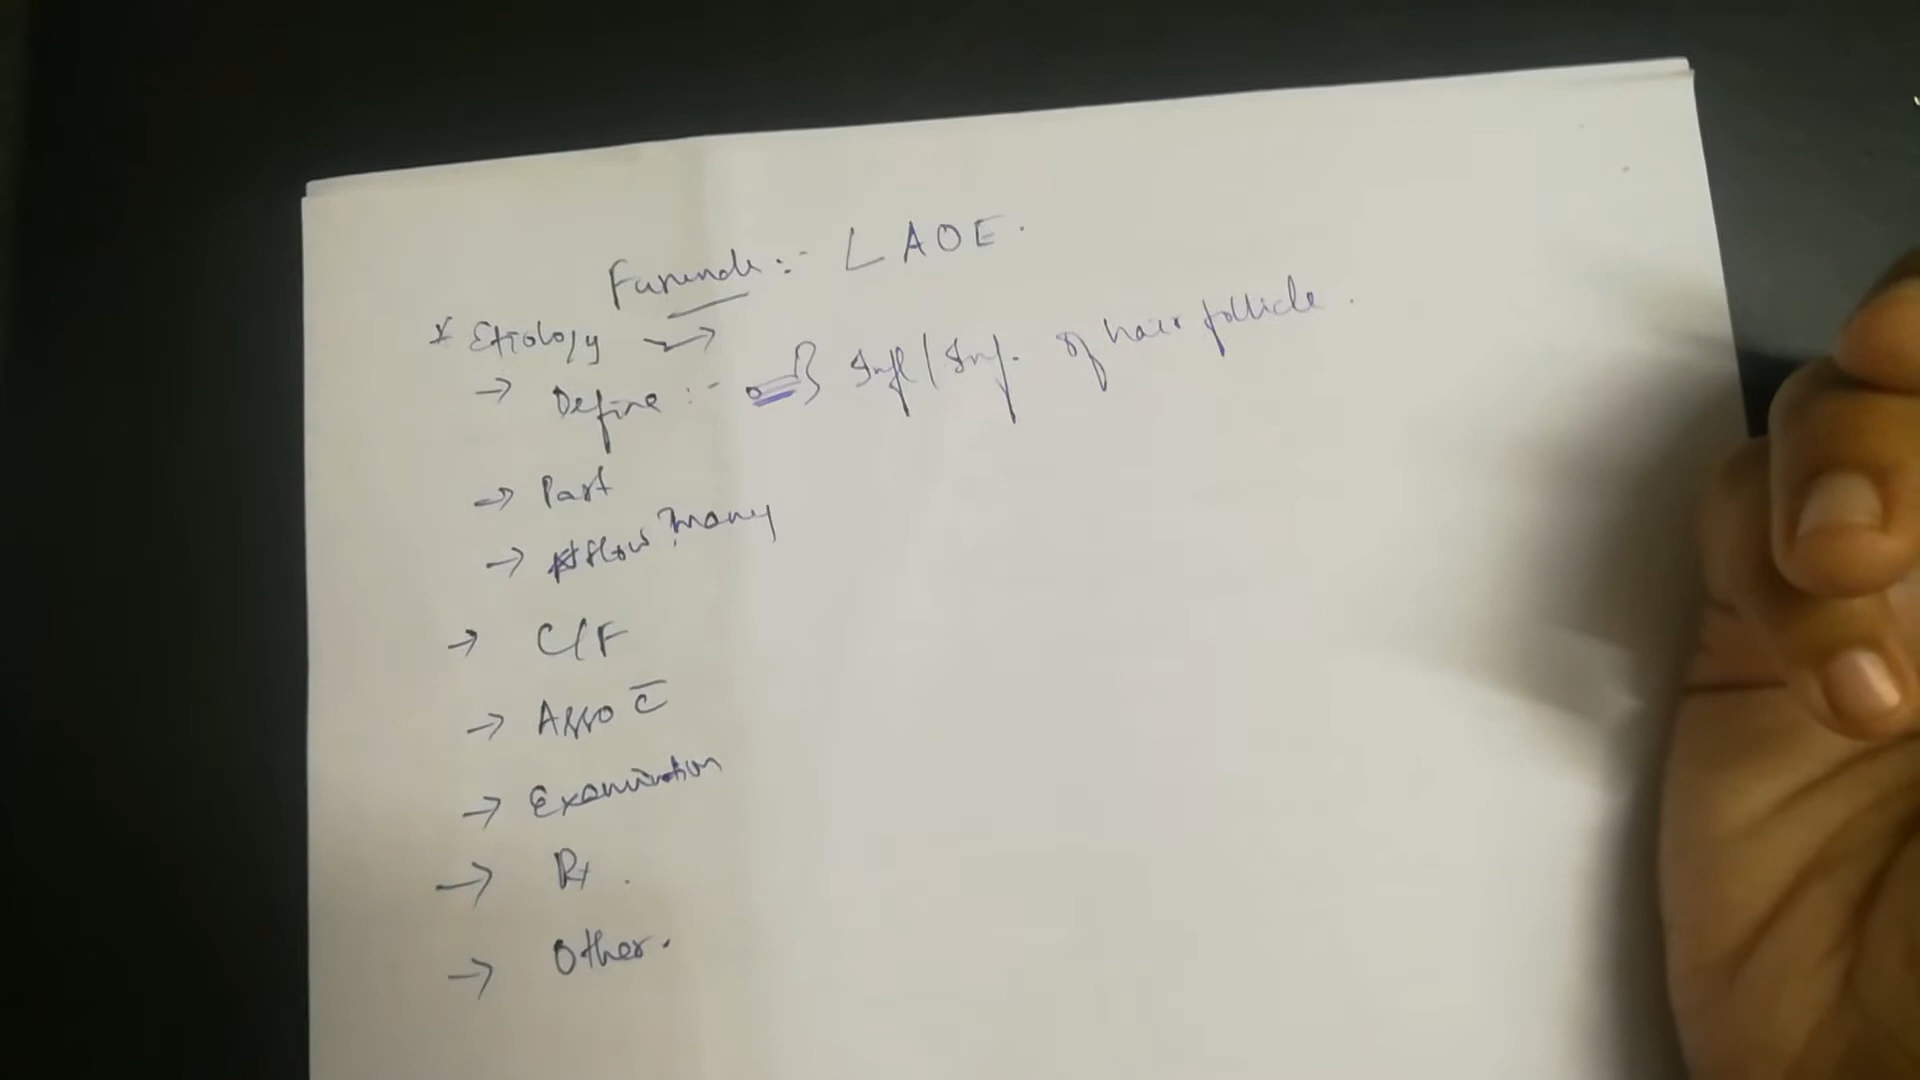 Furuncle :- LAOE.
* Etiology →
→ Define :- Infl/Inf. of hair follicle.
→ Part
→ How many
→ C/F
→ Asso c̄
→ Examination
→ Rx.
→ Other.